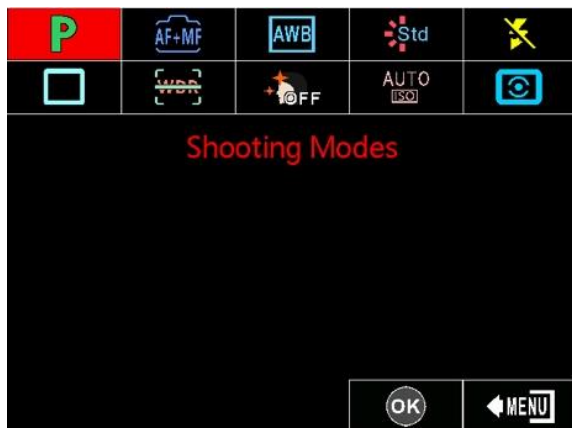 P AF+MF AWB Std
WDR OFF AUTO ISO
Shooting Modes
OK MENU